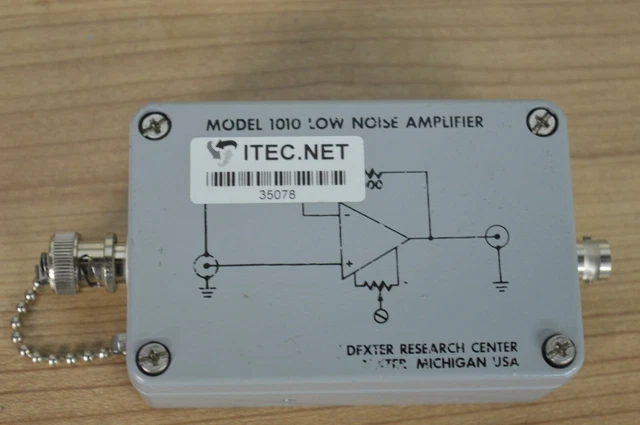 MODEL 1010 LOW NOISE AMPLIFIER
ITEC.NET
35078
-
+
DEXTER RESEARCH CENTER
MICHIGAN USA